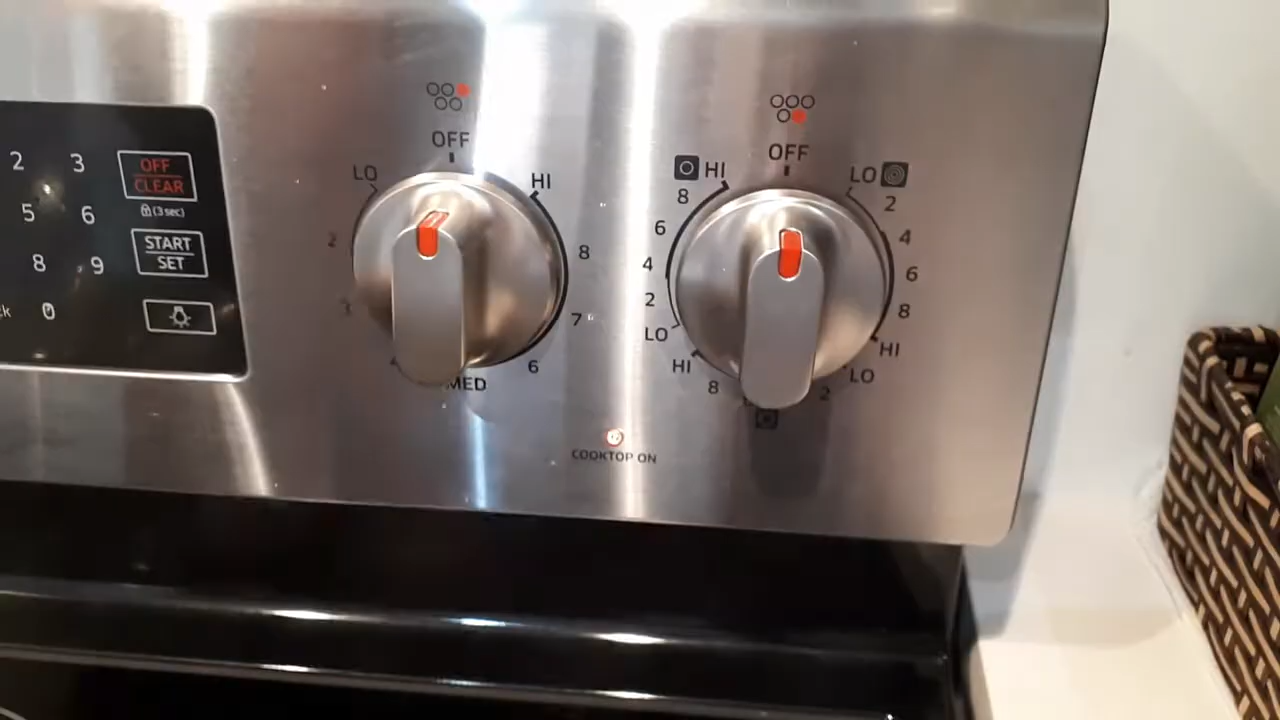 2 3 OFF
CLEAR
5 6 (3 sec)
START
SET
8 9
0
OFF
LO HI
2 8
3 7
MED 6
COOKTOP ON
OFF
HI LO
8 2
6 4
4 6
2 8
LO HI
HI LO
8 2